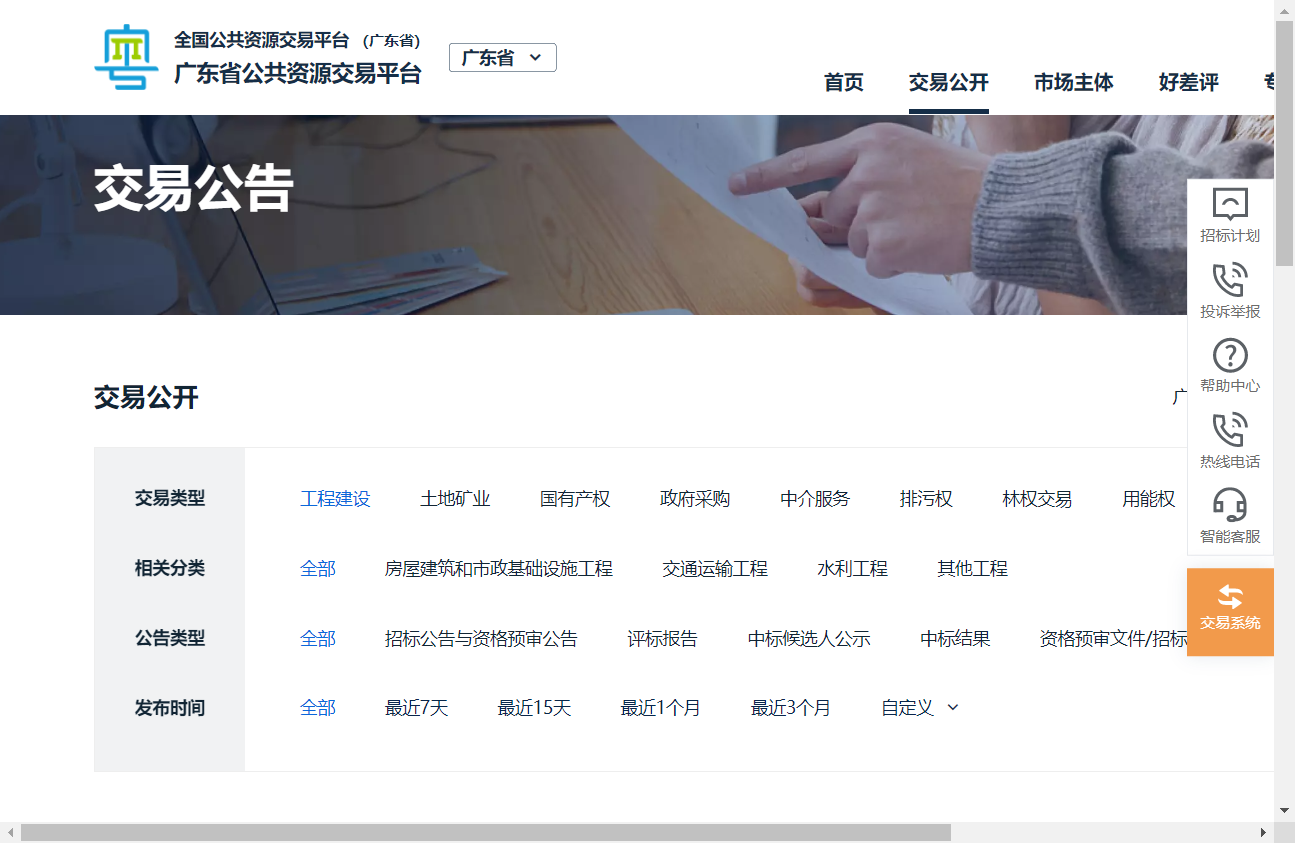 全国公共资源交易平台 (广东省)
广东省公共资源交易平台
广东省
首页 交易公开 市场主体 好差评
交易公告
招标计划
投诉举报
帮助中心
热线电话
智能客服
交易系统
交易公开
广
交易类型 工程建设 土地矿业 国有产权 政府采购 中介服务 排污权 林权交易 用能权
相关分类 全部 房屋建筑和市政基础设施工程 交通运输工程 水利工程 其他工程
公告类型 全部 招标公告与资格预审公告 评标报告 中标候选人公示 中标结果 资格预审文件/招标
发布时间 全部 最近7天 最近15天 最近1个月 最近3个月 自定义